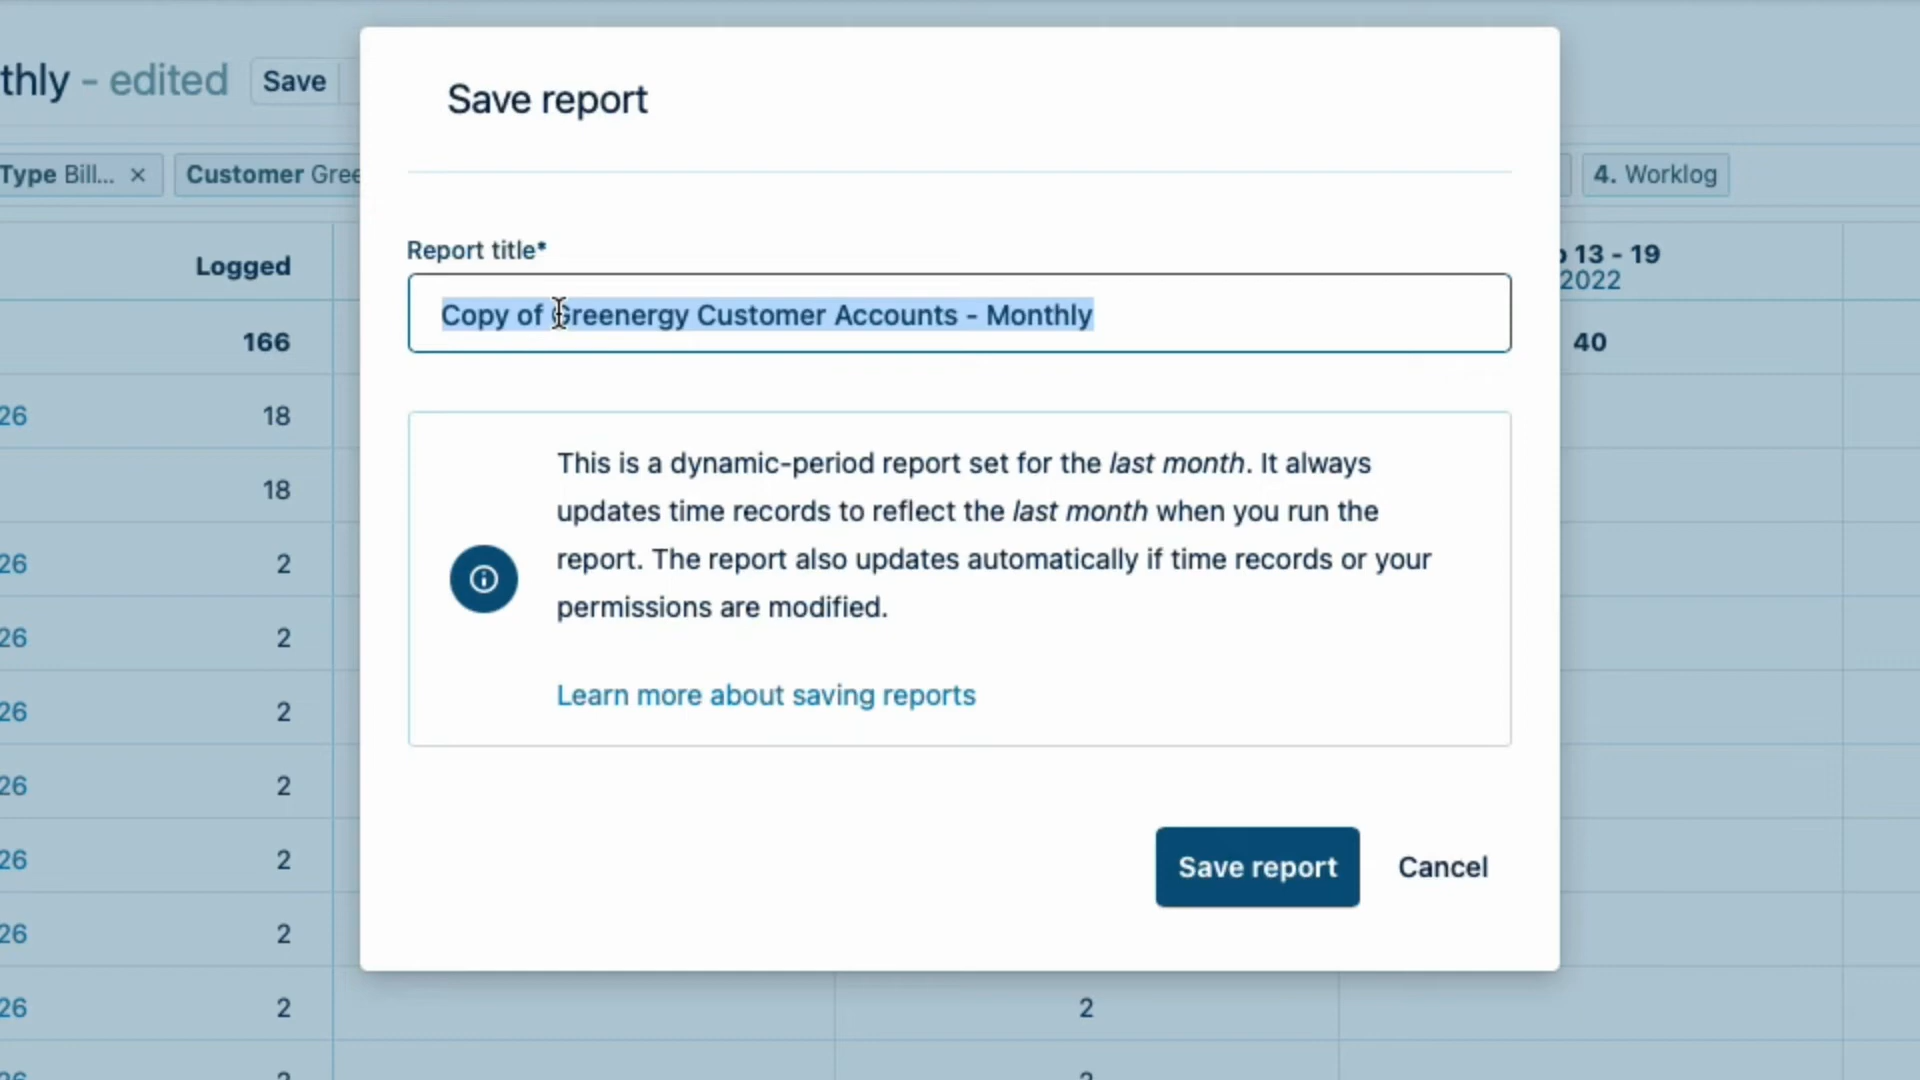 thly - edited Save
Save report
Type Bill... × Customer Gree
4. Worklog
Report title*
Logged
13 - 19
2022
Copy of Greenergy Customer Accounts - Monthly
166
40
26 18
18
This is a dynamic-period report set for the last month. It always
updates time records to reflect the last month when you run the
report. The report also updates automatically if time records or your
permissions are modified.
26 2
26 2
Learn more about saving reports
26 2
26 2
26 2
Save report Cancel
26 2
26 2 2